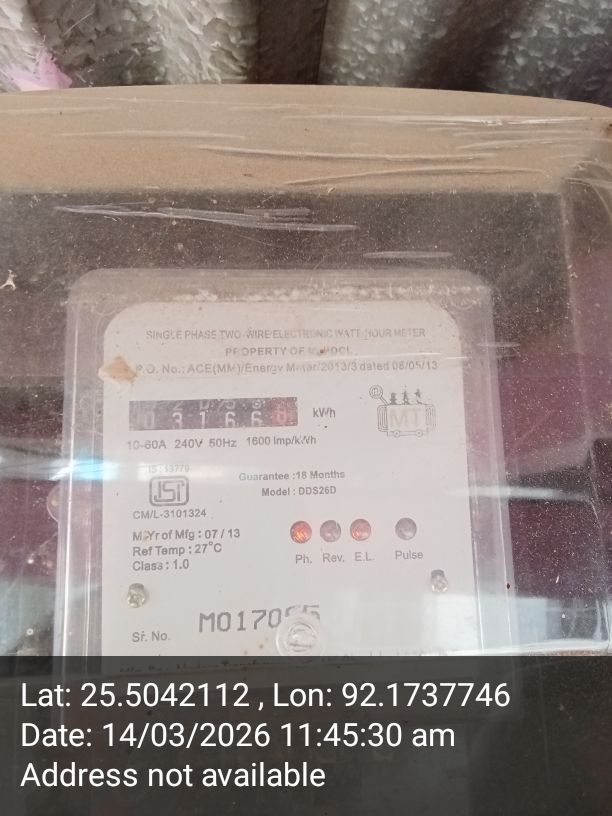 SINGLE PHASE TWO-WIRE ELECTRONIC WATT HOUR METER
PROPERTY OF
P.O. No.: ACE(MM)/Energy Meter/2013/3 dated 08/05/13
03166 kWh
MT
10-60A 240V 50Hz 1600 Imp/kWh
IS-13779
ISI
CM/L-3101324
Guarantee :18 Months
Model : DDS26D
M/Yr of Mfg : 07 / 13
Ref Temp : 27°C
Class : 1.0
Ph. Rev. E.L. Pulse
Sr. No.
Lat: 25.5042112 , Lon: 92.1737746
Date: 14/03/2026 11:45:30 am
Address not available